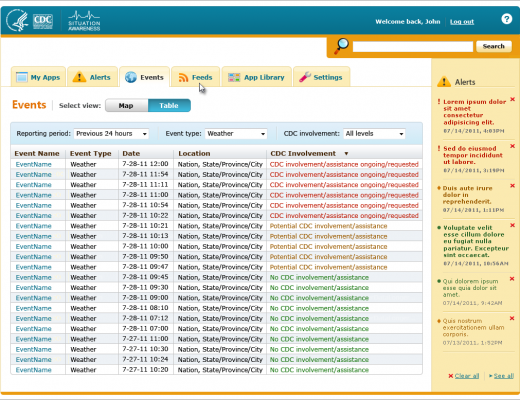 CDC
SITUATION
AWARENESS
Welcome back, John Log out ?
Search
My Apps Alerts Events Feeds App Library Settings
Events Select view: Map Table
Reporting period: Previous 24 hours Event type: Weather CDC involvement: All levels
Event Name Event Type Date Location CDC Involvement
EventName Weather 7-28-11 12:00 Nation, State/Province/City CDC involvement/assistance ongoing/requested
EventName Weather 7-28-11 11:54 Nation, State/Province/City CDC involvement/assistance ongoing/requested
EventName Weather 7-28-11 11:11 Nation, State/Province/City CDC involvement/assistance ongoing/requested
EventName Weather 7-28-11 11:00 Nation, State/Province/City CDC involvement/assistance ongoing/requested
EventName Weather 7-28-11 10:54 Nation, State/Province/City CDC involvement/assistance ongoing/requested
EventName Weather 7-28-11 10:22 Nation, State/Province/City CDC involvement/assistance ongoing/requested
EventName Weather 7-28-11 10:21 Nation, State/Province/City Potential CDC involvement/assistance
EventName Weather 7-28-11 10:13 Nation, State/Province/City Potential CDC involvement/assistance
EventName Weather 7-28-11 10:00 Nation, State/Province/City Potential CDC involvement/assistance
EventName Weather 7-28-11 09:50 Nation, State/Province/City Potential CDC involvement/assistance
EventName Weather 7-28-11 09:47 Nation, State/Province/City Potential CDC involvement/assistance
EventName Weather 7-28-11 09:45 Nation, State/Province/City No CDC involvement/assistance
EventName Weather 7-28-11 09:30 Nation, State/Province/City No CDC involvement/assistance
EventName Weather 7-28-11 09:00 Nation, State/Province/City No CDC involvement/assistance
EventName Weather 7-28-11 08:10 Nation, State/Province/City No CDC involvement/assistance
EventName Weather 7-28-11 07:12 Nation, State/Province/City No CDC involvement/assistance
EventName Weather 7-28-11 07:00 Nation, State/Province/City No CDC involvement/assistance
EventName Weather 7-27-11 11:00 Nation, State/Province/City No CDC involvement/assistance
EventName Weather 7-27-11 10:30 Nation, State/Province/City No CDC involvement/assistance
EventName Weather 7-27-11 10:24 Nation, State/Province/City No CDC involvement/assistance
EventName Weather 7-27-11 10:20 Nation, State/Province/City No CDC involvement/assistance
Alerts
Lorem ipsum dolor
sit amet
consectetur
adipisicing elit.
07/14/2011, 4:03PM
Sed do eiusmod
tempor incididunt
ut labore.
07/14/2011, 3:19PM
Duis aute irure
dolor in
reprehenderit.
07/14/2011, 1:11PM
Voluptate velit
esse cillum dolore
eu fugiat nulla
pariatur. Excepteur
sint occaecat.
07/14/2011, 10:56AM
Qui dolorem ipsum
esse quia dolor sit
amet.
07/14/2011, 9:42AM
Quis nostrum
exercitationem ullam
corporis.
07/13/2011, 1:52PM
Clear all See all